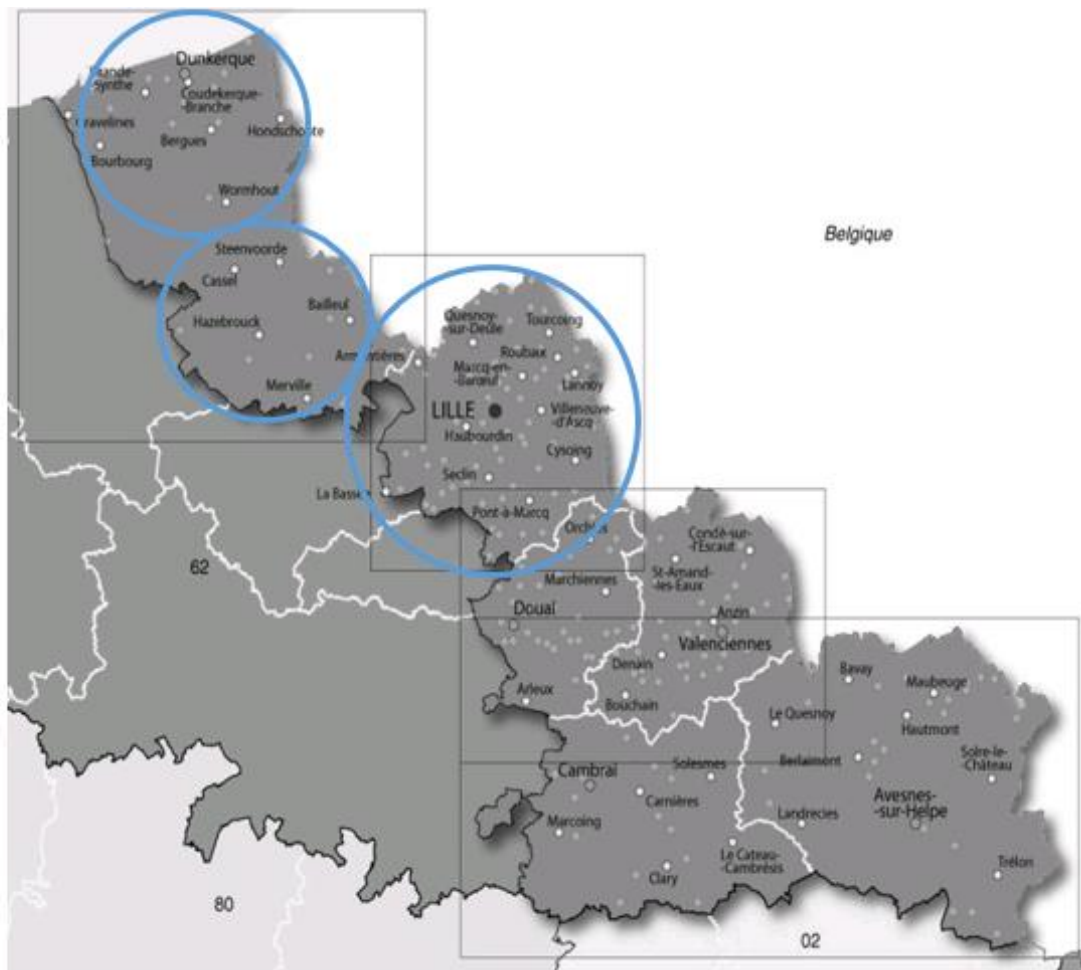 Dunkerque
Grande-
-Synthe
Coudekerque-
-Branche
Gravelines
Hondschoote
Bergues
Bourbourg
Wormhout
Belgique
Steenvoorde
Cassel
Bailleul
Hazebrouck
Merville
Quesnoy-
-sur-Deûle
Tourcoing
Armentières
Roubaix
Marcq-en-
-Barœul
Lannoy
LILLE
Villeneuve-
-d'Ascq
Haubourdin
Cysoing
Seclin
La Bassée
Pont-à-Marcq
Orchies
Condé-sur-
-l'Escaut
62
St-Amand-
-les-Eaux
Marchiennes
Douai
Anzin
Valenciennes
Denain
Bavay
Maubeuge
Arleux
Bouchain
Le Quesnoy
Hautmont
Solre-le-
-Château
Berlaimont
Cambrai
Solesmes
Carnières
Avesnes-
-sur-Helpe
Marcoing
Landrecies
Le Cateau-
-Cambrésis
Clary
Trélon
80
02